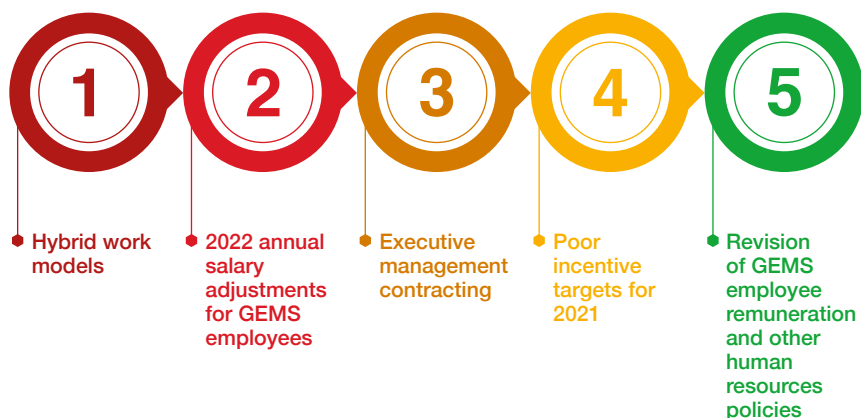 1
2
3
4
5
Hybrid work
models
2022 annual
salary
adjustments
for GEMS
employees
Executive
management
contracting
Poor
incentive
targets for
2021
Revision
of GEMS
employee
remuneration
and other
human
resources
policies